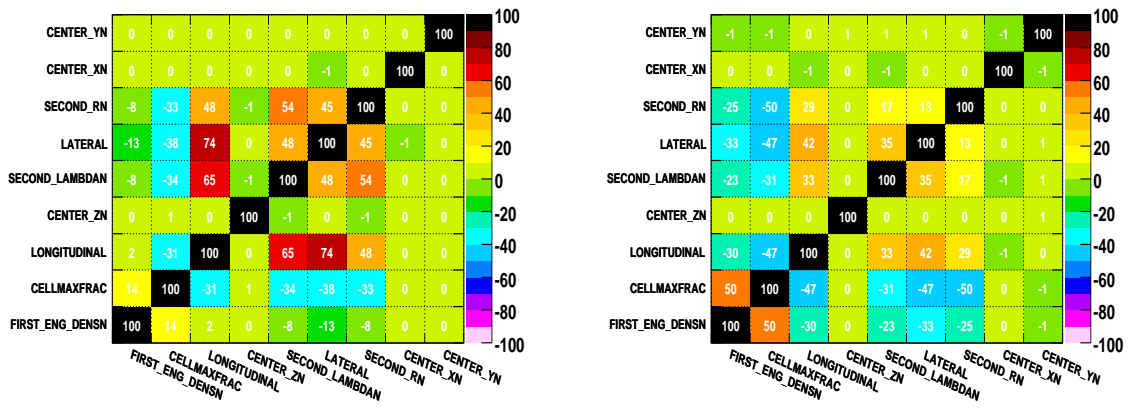 CENTER_YN 0 0 0 0 0 0 0 0 100
CENTER_XN 0 0 0 0 0 -1 0 100 0
SECOND_RN -8 -33 48 -1 54 45 100 0 0
LATERAL -13 -38 74 0 48 100 45 -1 0
SECOND_LAMBDAN -8 -34 65 -1 100 48 54 0 0
CENTER_ZN 0 1 0 100 -1 0 -1 0 0
LONGITUDINAL 2 -31 100 0 65 74 48 0 0
CELLMAXFRAC 14 100 -31 1 -34 -38 -33 0 0
FIRST_ENG_DENSN 100 14 2 0 -8 -13 -8 0 0
FIRST_ENG_DENSN
CELLMAXFRAC
LONGITUDINAL
CENTER_ZN
SECOND_LAMBDAN
LATERAL
SECOND_RN
CENTER_XN
CENTER_YN
100
80
60
40
20
0
-20
-40
-60
-80
-100
CENTER_YN -1 -1 0 1 1 1 0 -1 100
CENTER_XN 0 0 -1 0 -1 0 0 100 -1
SECOND_RN -25 -50 29 0 17 13 100 0 0
LATERAL -33 -47 42 0 35 100 13 0 1
SECOND_LAMBDAN -23 -31 33 0 100 35 17 -1 1
CENTER_ZN 0 0 0 100 0 0 0 0 1
LONGITUDINAL -30 -47 100 0 33 42 29 -1 0
CELLMAXFRAC 50 100 -47 0 -31 -47 -50 0 -1
FIRST_ENG_DENSN 100 50 -30 0 -23 -33 -25 0 -1
FIRST_ENG_DENSN
CELLMAXFRAC
LONGITUDINAL
CENTER_ZN
SECOND_LAMBDAN
LATERAL
SECOND_RN
CENTER_XN
CENTER_YN
100
80
60
40
20
0
-20
-40
-60
-80
-100